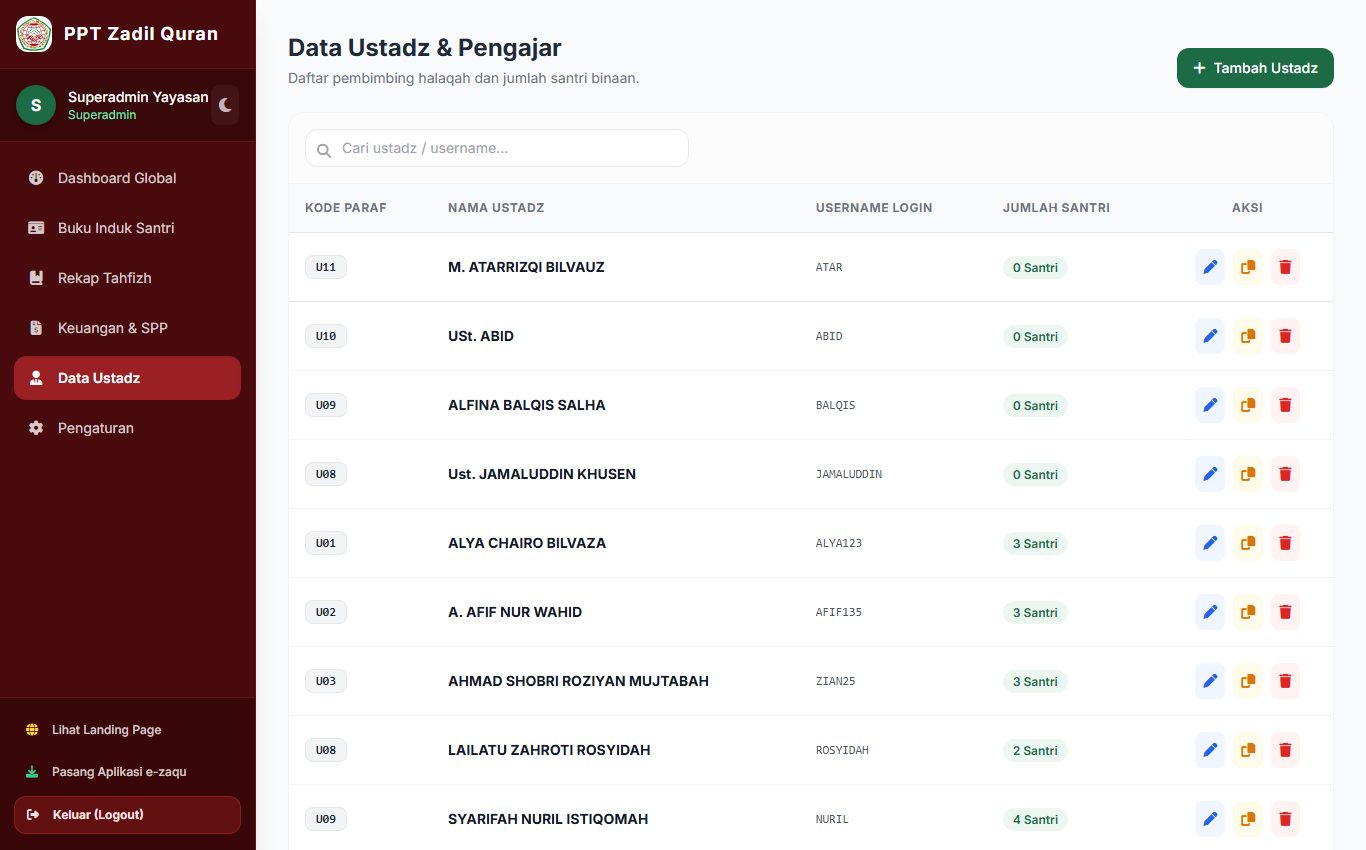 PPT Zadil Quran
S
Superadmin Yayasan
Superadmin
Dashboard Global
Buku Induk Santri
Rekap Tahfizh
Keuangan & SPP
Data Ustadz
Pengaturan
Lihat Landing Page
Pasang Aplikasi e-zaqu
Keluar (Logout)
Data Ustadz & Pengajar
Daftar pembimbing halaqah dan jumlah santri binaan.
+ Tambah Ustadz
Cari ustadz / username...
KODE PARAF NAMA USTADZ USERNAME LOGIN JUMLAH SANTRI AKSI
U11 M. ATARRIZQI BILVAUZ ATAR 0 Santri
U10 USt. ABID ABID 0 Santri
U09 ALFINA BALQIS SALHA BALQIS 0 Santri
U08 Ust. JAMALUDDIN KHUSEN JAMALUDDIN 0 Santri
U01 ALYA CHAIRO BILVAZA ALYA123 3 Santri
U02 A. AFIF NUR WAHID AFIF135 3 Santri
U03 AHMAD SHOBRI ROZIYAN MUJTABAH ZIAN25 3 Santri
U08 LAILATU ZAHROTI ROSYIDAH ROSYIDAH 2 Santri
U09 SYARIFAH NURIL ISTIQOMAH NURIL 4 Santri